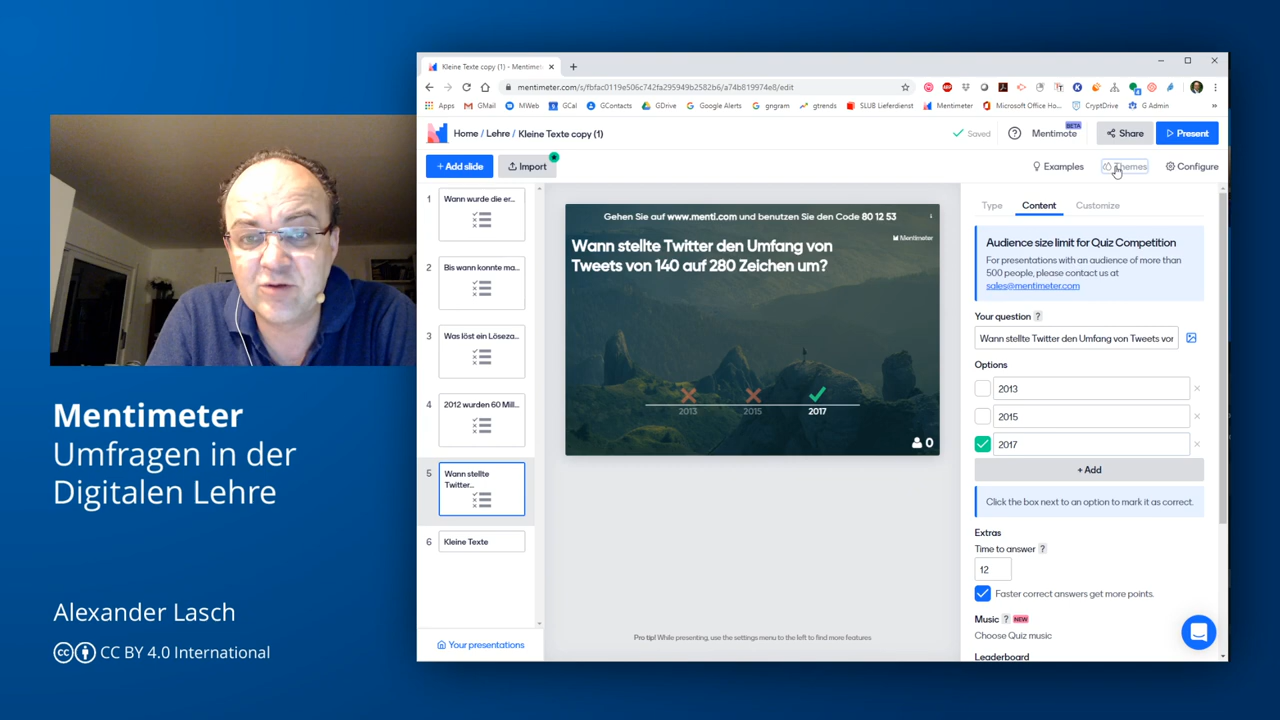 Mentimeter
Umfragen in der
Digitalen Lehre
Alexander Lasch
CC BY 4.0 International
Kleine Texte copy (1) - Mentime
mentimeter.com/s/fbfac0119e506c742fa295949b2582b6/a74b819974e8/edit
Apps GMail MWeb GCal GContacts GDrive Google Alerts gngram gtrends SLUB Lieferdienst Mentimeter Microsoft Office Ho... CryptDrive G Admin »
Home / Lehre / Kleine Texte copy (1)
Saved
Mentimote BETA
Share
Present
+ Add slide
Import
Examples
Themes
Configure
1 Wann wurde die er...
2 Bis wann konnte ma...
3 Was löst ein Löseza...
4 2012 wurden 60 Mill...
5 Wann stellte
Twitter...
6 Kleine Texte
Your presentations
Gehen Sie auf www.menti.com und benutzen Sie den Code 80 12 53
Mentimeter
Wann stellte Twitter den Umfang von
Tweets von 140 auf 280 Zeichen um?
2013 2015 2017
0
Pro tip! While presenting, use the settings menu to the left to find more features
Type Content Customize
Audience size limit for Quiz Competition
For presentations with an audience of more than
500 people, please contact us at
sales@mentimeter.com
Your question ?
Wann stellte Twitter den Umfang von Tweets vor
Options
2013
2015
2017
+ Add
Click the box next to an option to mark it as correct.
Extras
Time to answer ?
12
Faster correct answers get more points.
Music ? NEW
Choose Quiz music
Leaderboard